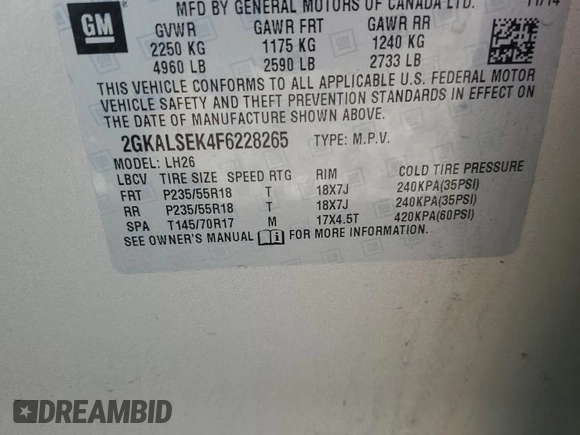 GM
MFD BY GENERAL MOTORS OF CANADA LTD. 11/14
GVWR GAWR FRT GAWR RR
2250 KG 1175 KG 1240 KG
4960 LB 2590 LB 2733 LB
THIS VEHICLE CONFORMS TO ALL APPLICABLE U.S. FEDERAL MOTOR
VEHICLE SAFETY AND THEFT PREVENTION STANDARDS IN EFFECT ON
THE DATE OF MANUFACTURE SHOWN ABOVE.
2GKALSEK4F6228265 TYPE: M.P.V.
MODEL: LH26
LBCV TIRE SIZE SPEED RTG RIM COLD TIRE PRESSURE
FRT P235/55R18 T 18X7J 240KPA(35PSI)
RR P235/55R18 T 18X7J 240KPA(35PSI)
SPA T145/70R17 M 17X4.5T 420KPA(60PSI)
SEE OWNER'S MANUAL FOR MORE INFORMATION.
DREAMBID